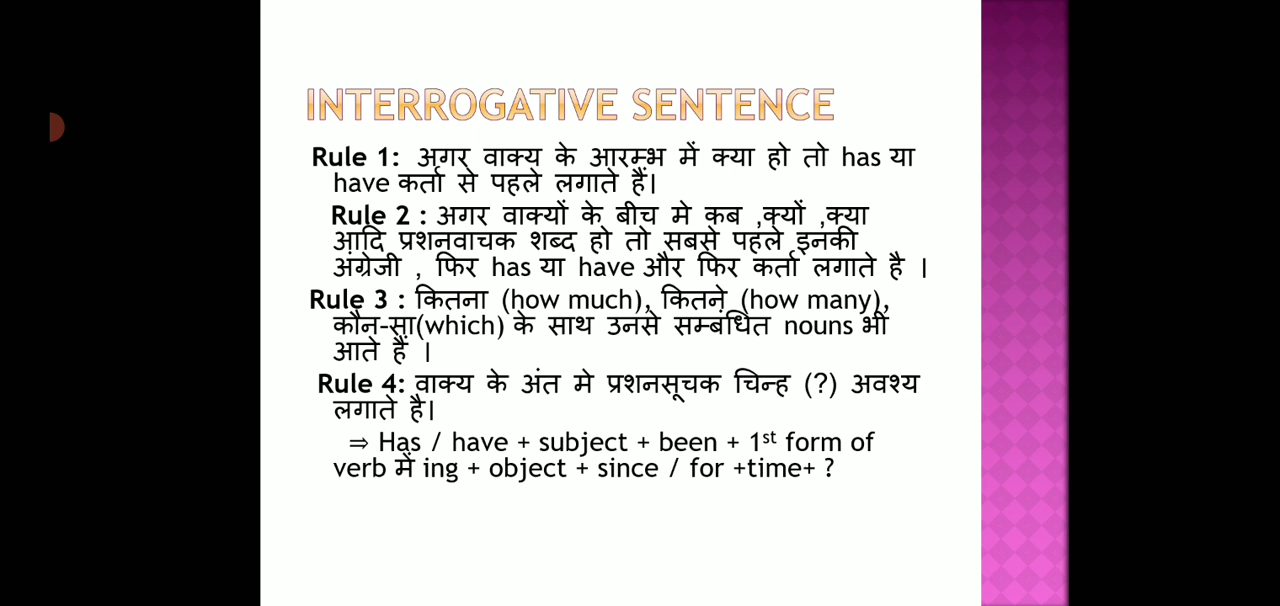 INTERROGATIVE SENTENCE
Rule 1: अगर वाक्य के आरम्भ में क्या हो तो has या
have कर्ता से पहले लगाते हैं।
Rule 2 : अगर वाक्यों के बीच मे कब ,क्यों ,क्या
आदि प्रशनवाचक शब्द हो तो सबसे पहले इनकी
अंग्रेजी , फिर has या have और फिर कर्ता लगाते है ।
Rule 3 : कितना (how much), कितने (how many),
कौन-सा(which) के साथ उनसे सम्बंधित nouns भी
आते हैं ।
Rule 4: वाक्य के अंत मे प्रशनसूचक चिन्ह (?) अवश्य
लगाते है।
⇒ Has / have + subject + been + 1st form of
verb में ing + object + since / for +time+ ?